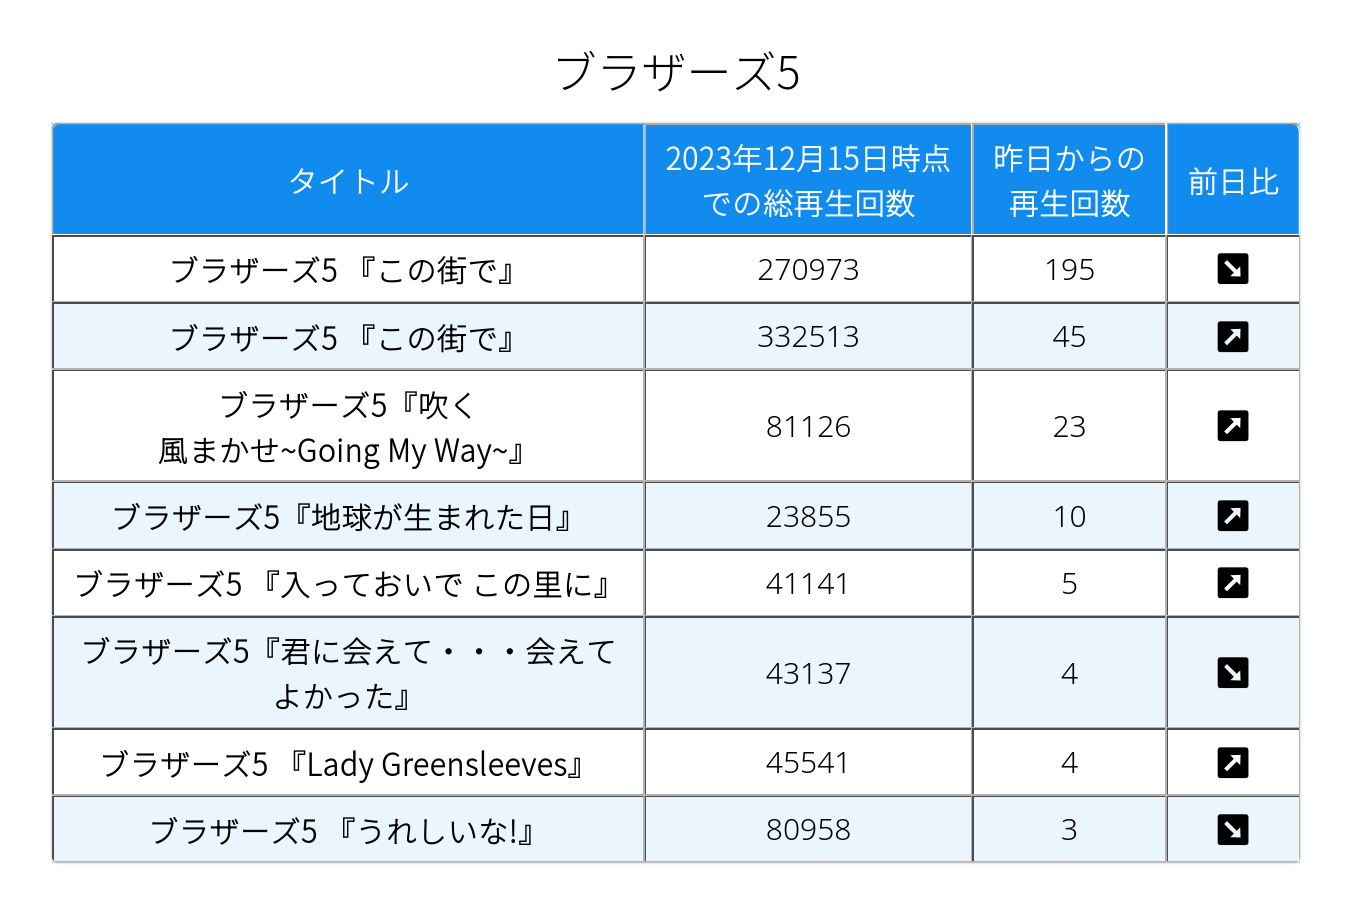 ブラザーズ5
タイトル
2023年12月15日時点
での総再生回数
昨日からの
再生回数
前日比
ブラザーズ5 『この街で』
270973
195
ブラザーズ5 『この街で』
332513
45
ブラザーズ5『吹く
風まかせ~Going My Way~』
81126
23
ブラザーズ5『地球が生まれた日』
23855
10
ブラザーズ5 『入っておいで この里に』
41141
5
ブラザーズ5『君に会えて・・・会えて
よかった』
43137
4
ブラザーズ5 『Lady Greensleeves』
45541
4
ブラザーズ5 『うれしいな!』
80958
3